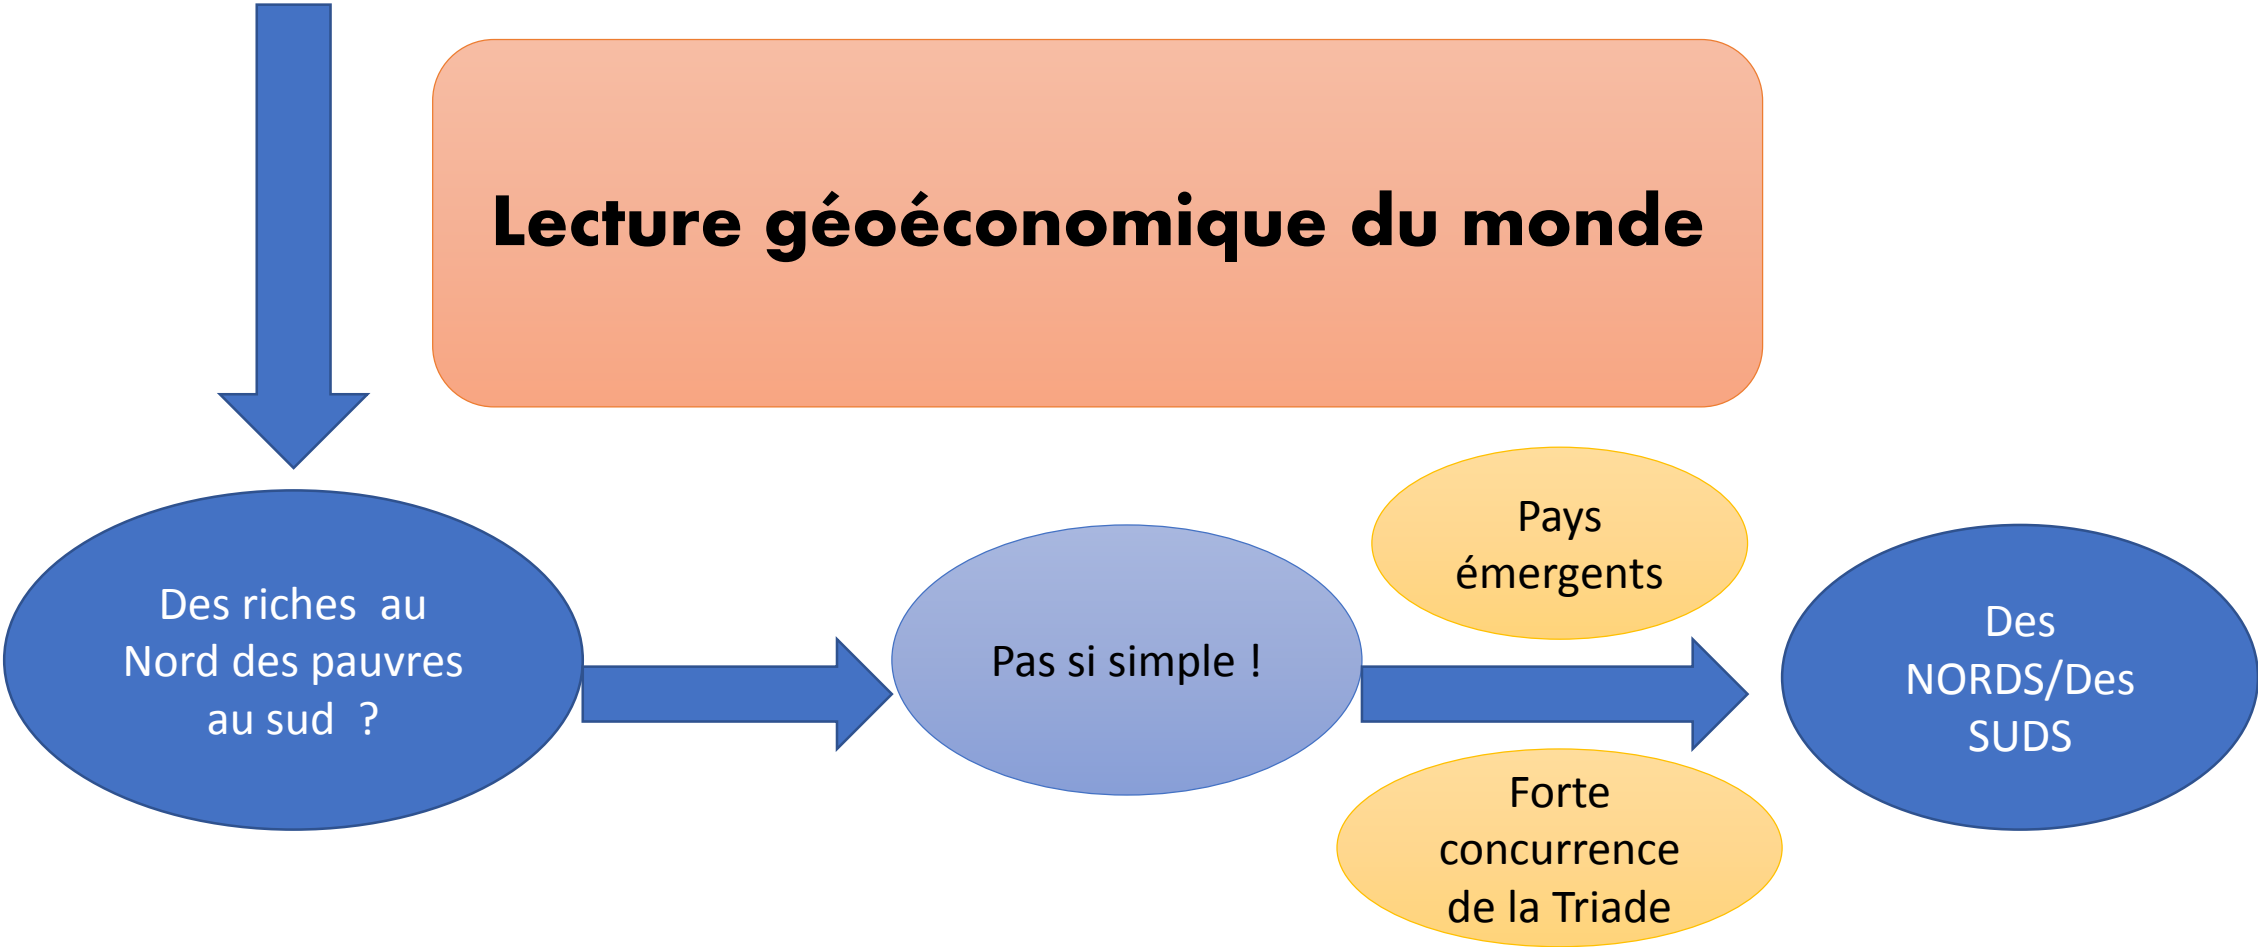 Lecture géoéconomique du monde
Des riches au
Nord des pauvres
au sud ?
Pas si simple !
Pays
émergents
Forte
concurrence
de la Triade
Des
NORDS/Des
SUDS